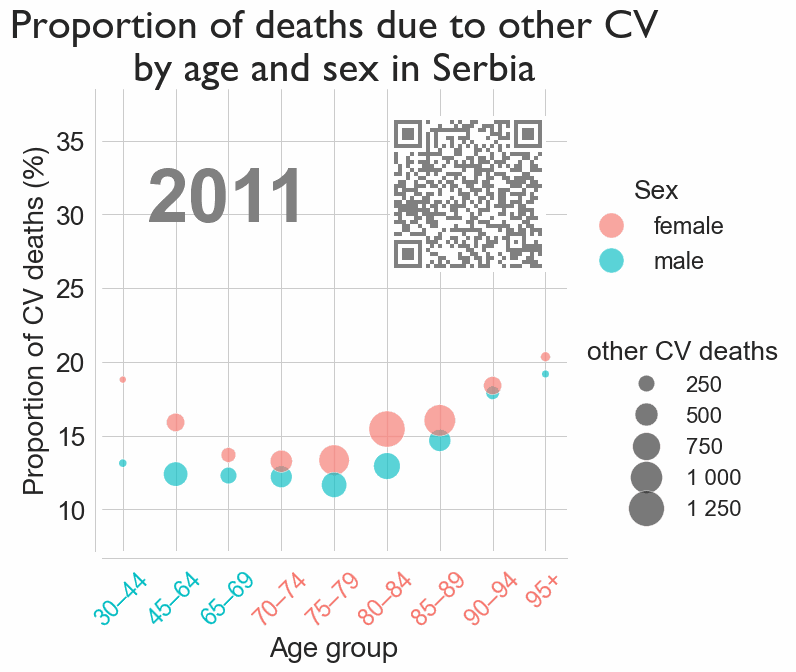 Proportion of deaths due to other CV
by age and sex in Serbia
Proportion of CV deaths (%)
35
30
25
20
15
10
2011
Sex
female
male
other CV deaths
250
500
750
1 000
1 250
30–44
45–64
65–69
70–74
75–79
80–84
85–89
90–94
95+
Age group